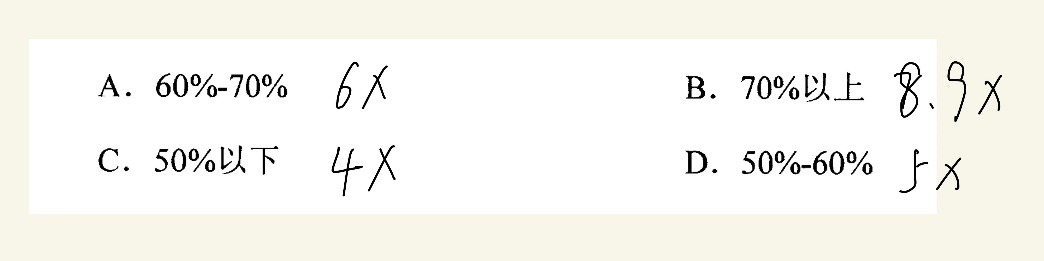 A. 60%-70% 6X B. 70%以上 8.9X
C. 50%以下 4X D. 50%-60% 5X